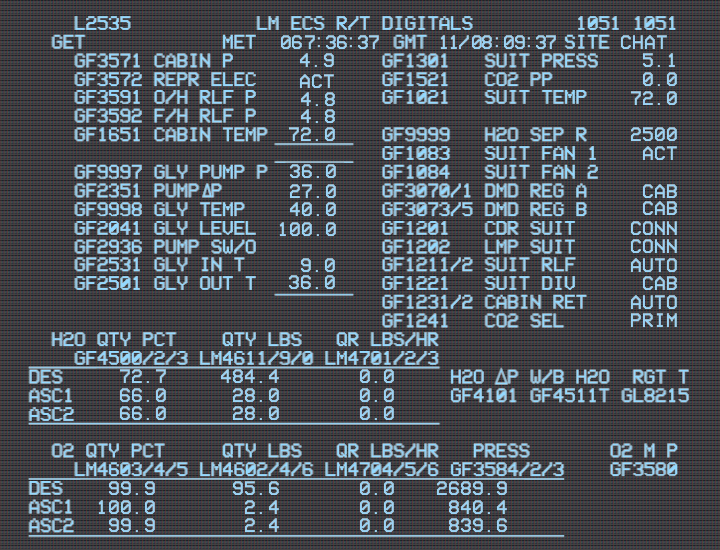 L2535 LM ECS R/T DIGITALS 1051 1051
GET MET 067:36:37 GMT 11/08:09:37 SITE CHAT
GF3571 CABIN P 4.9 GF1301 SUIT PRESS 5.1
GF3572 REPR ELEC ACT GF1521 CO2 PP 0.0
GF3591 O/H RLF P 4.8 GF1021 SUIT TEMP 72.0
GF3592 F/H RLF P 4.8
GF1651 CABIN TEMP 72.0 GF9999 H2O SEP R 2500
GF1083 SUIT FAN 1 ACT
GF9997 GLY PUMP P 36.0 GF1084 SUIT FAN 2
GF2351 PUMP∆P 27.0 GF3070/1 DMD REG A CAB
GF9998 GLY TEMP 40.0 GF3073/5 DMD REG B CAB
GF2041 GLY LEVEL 100.0 GF1201 CDR SUIT CONN
GF2936 PUMP SW/O GF1202 LMP SUIT CONN
GF2531 GLY IN T 9.0 GF1211/2 SUIT RLF AUTO
GF2501 GLY OUT T 36.0 GF1221 SUIT DIV CAB
GF1231/2 CABIN RET AUTO
GF1241 CO2 SEL PRIM
H2O QTY PCT QTY LBS QR LBS/HR
GF4500/2/3 LM4611/9/0 LM4701/2/3
DES 72.7 484.4 0.0 H2O ∆P W/B H2O RGT T
ASC1 66.0 28.0 0.0 GF4101 GF4511T GL8215
ASC2 66.0 28.0 0.0
O2 QTY PCT QTY LBS QR LBS/HR PRESS O2 M P
LM4603/4/5 LM4602/4/6 LM4704/5/6 GF3584/2/3 GF3580
DES 99.9 95.6 0.0 2689.9
ASC1 100.0 2.4 0.0 840.4
ASC2 99.9 2.4 0.0 839.6